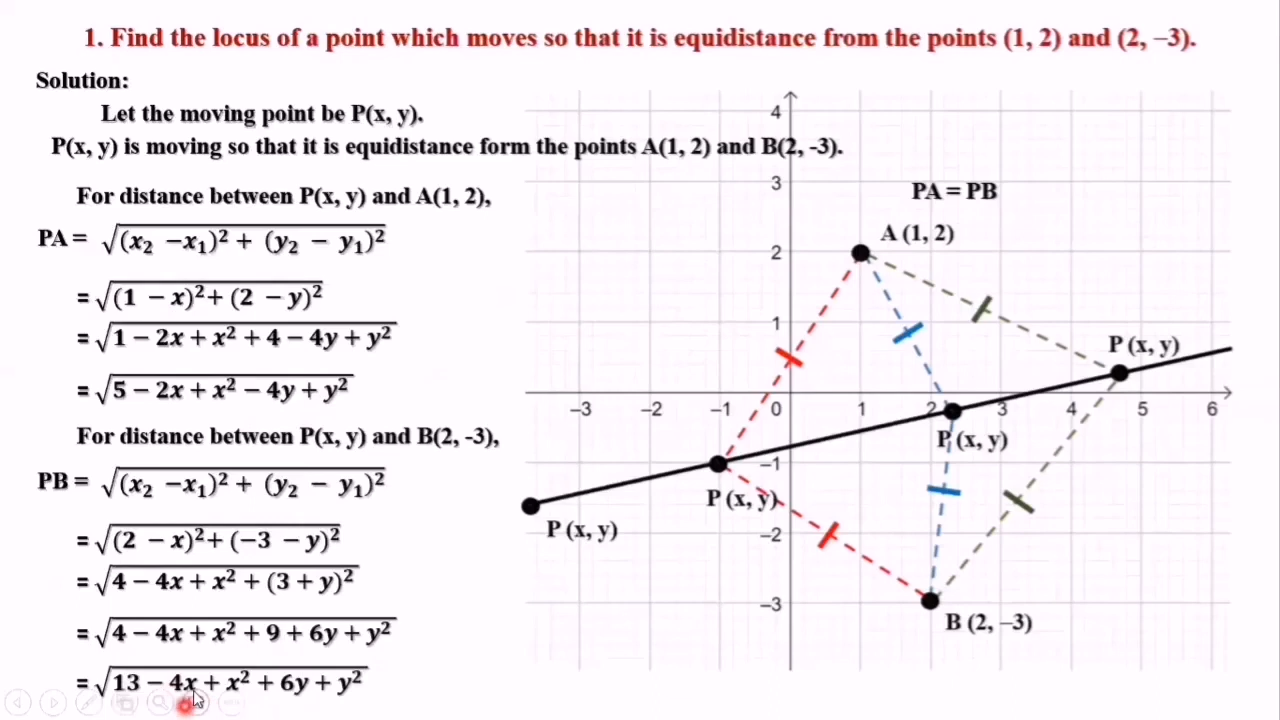 1. Find the locus of a point which moves so that it is equidistance from the points (1, 2) and (2, –3).
Solution:
Let the moving point be P(x, y).
P(x, y) is moving so that it is equidistance form the points A(1, 2) and B(2, -3).
For distance between P(x, y) and A(1, 2),
PA = √(x₂ −x₁)² + (y₂ − y₁)²
= √(1 − x)²+ (2 − y)²
= √1 − 2x + x² + 4 − 4y + y²
= √5 − 2x + x² − 4y + y²
For distance between P(x, y) and B(2, -3),
PB = √(x₂ −x₁)² + (y₂ − y₁)²
= √(2 − x)²+ (−3 − y)²
= √4 − 4x + x² + (3 + y)²
= √4 − 4x + x² + 9 + 6y + y²
= √13 − 4x + x² + 6y + y²
4
3
PA = PB
A (1, 2)
2
1
P (x, y)
–3 –2 –1 0 1 2 3 4 5 6
P (x, y)
–1
P (x, y)
P (x, y)
–2
–3
B (2, –3)